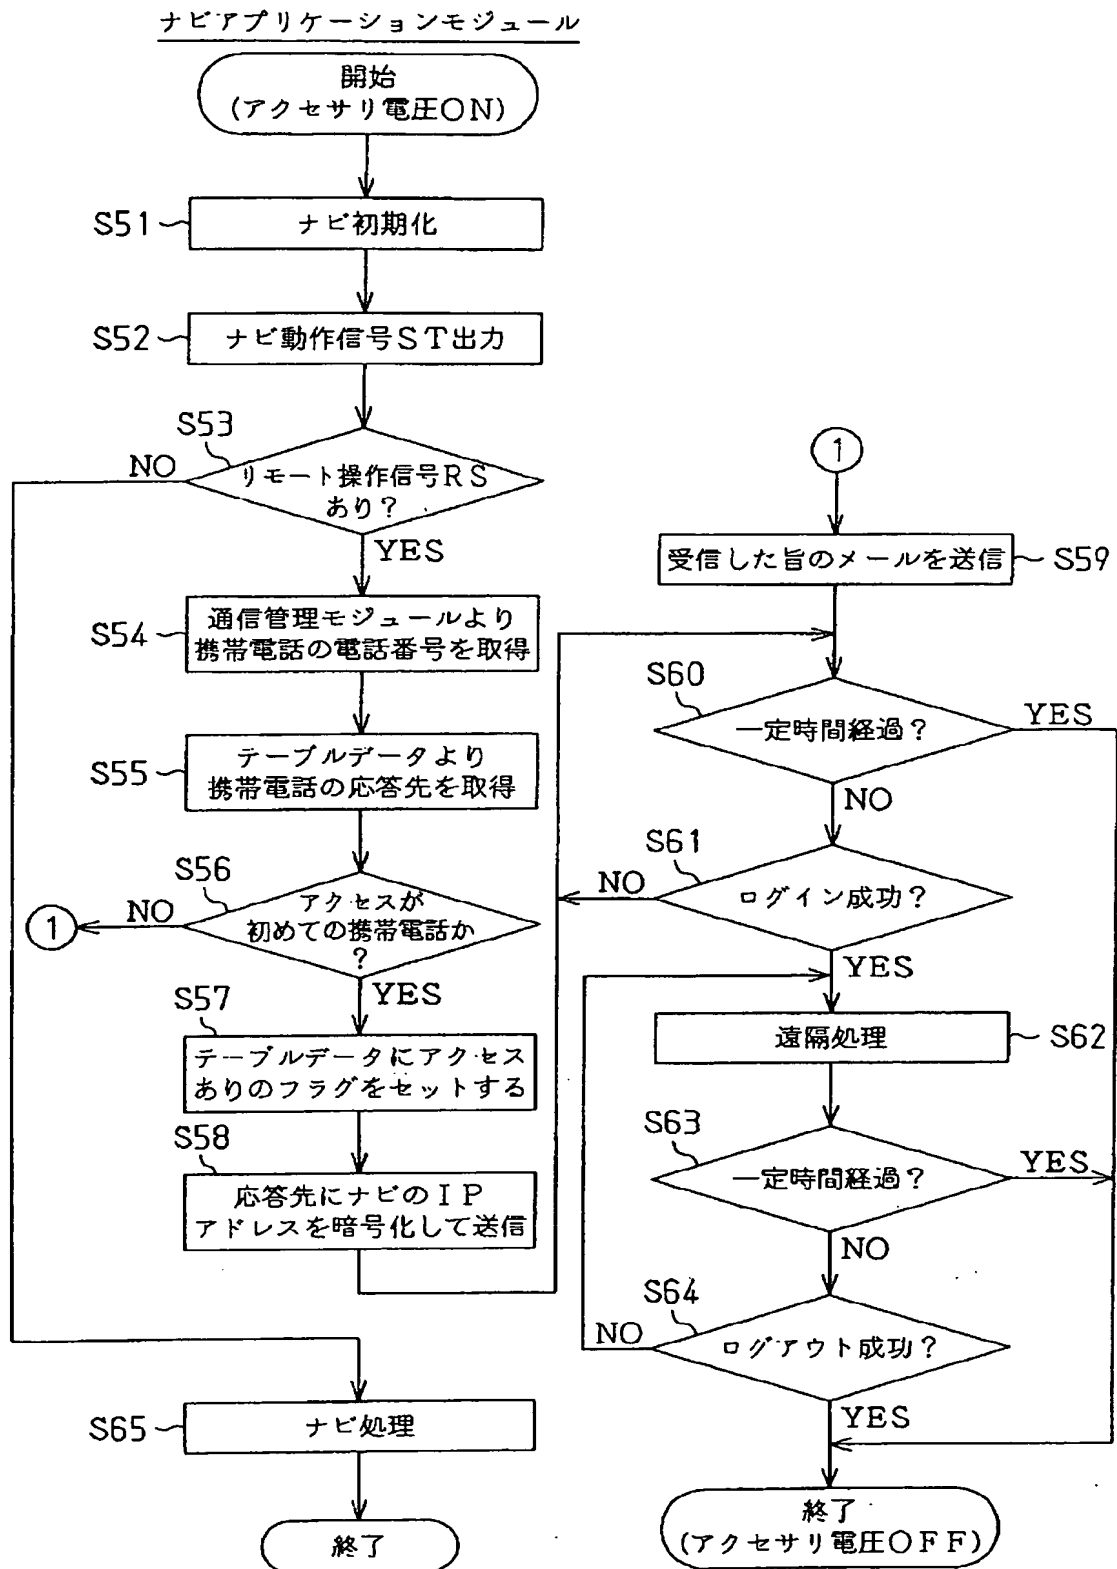 ナビアプリケーションモジュール
開始
(アクセサリ電圧ON)
S51
ナビ初期化
S52
ナビ動作信号ST出力
S53
NO
リモート操作信号RS
あり?
YES
S54
通信管理モジュールより
携帯電話の電話番号を取得
S55
テーブルデータより
携帯電話の応答先を取得
S56
1
NO
アクセスが
初めての携帯電話か
?
YES
S57
テーブルデータにアクセス
ありのフラグをセットする
S58
応答先にナビのIP
アドレスを暗号化して送信
S65
ナビ処理
終了
1
受信した旨のメールを送信
S59
S60
一定時間経過?
YES
NO
S61
NO
ログイン成功?
YES
遠隔処理
S62
S63
一定時間経過?
YES
NO
S64
NO
ログアウト成功?
YES
終了
(アクセサリ電圧OFF)